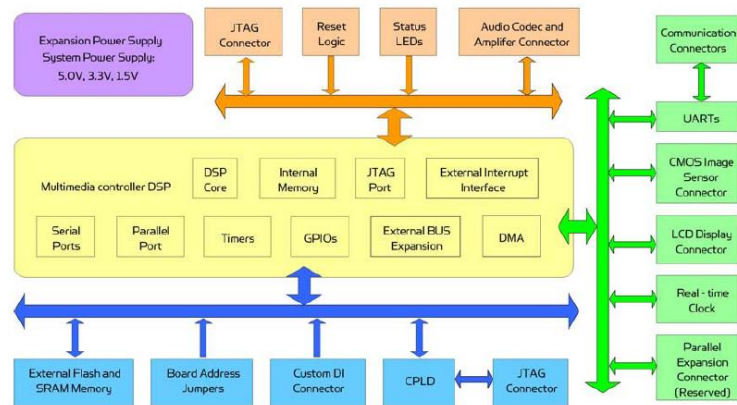 Expansion Power Supply
System Power Supply:
5.0V, 3.3V, 1.5V
JTAG
Connector
Reset
Logic
Status
LEDs
Audio Codec and
Amplifer Connector
Communication
Connectors
UARTs
CMOS Image
Sensor
Connector
LCD Display
Connector
Real - time
Clock
Parallel
Expansion
Connector
(Reserved)
Multimedia controller DSP
DSP
Core
Internal
Memory
JTAG
Port
External Interrupt
Interface
Serial
Ports
Parallel
Port
Timers
GPIOs
External BUS
Expansion
DMA
External Flash and
SRAM Memory
Board Address
Jumpers
Custom DI
Connector
CPLD
JTAG
Connector